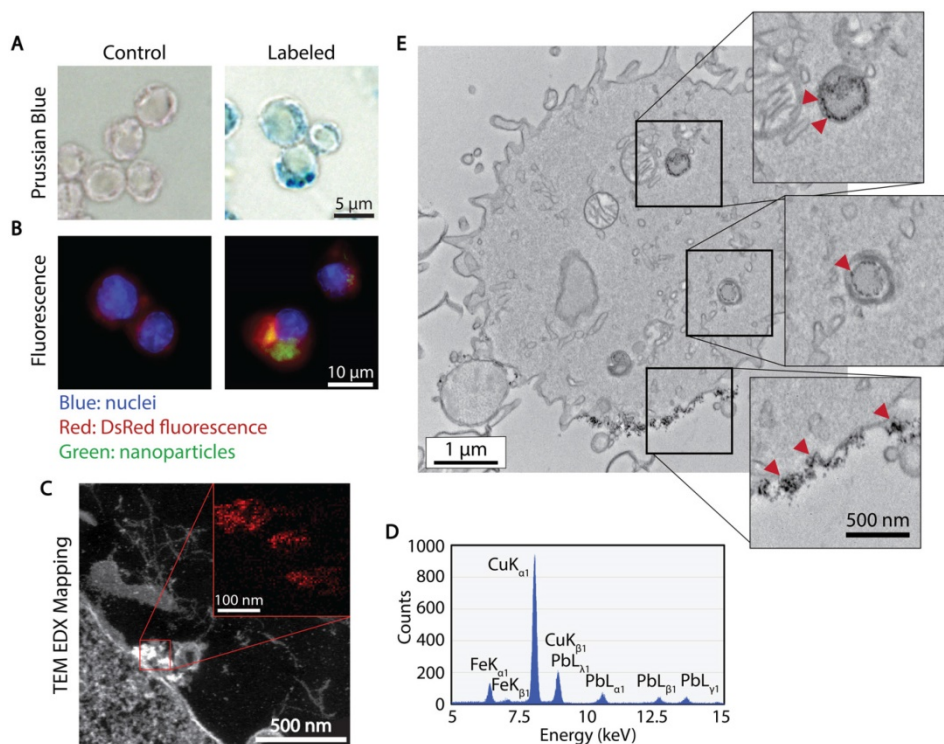 A
Control
Labeled
Prussian Blue
5 μm
B
Fluorescence
10 μm
Blue: nuclei
Red: DsRed fluorescence
Green: nanoparticles
C
TEM EDX Mapping
100 nm
500 nm
E
1 μm
500 nm
D
1000
800
600
400
200
0
Counts
CuKα1
CuKβ1
FeKα1
PbLλ1
FeKβ1
PbLα1
PbLβ1
PbLγ1
5
7.5
10
12.5
15
Energy (keV)